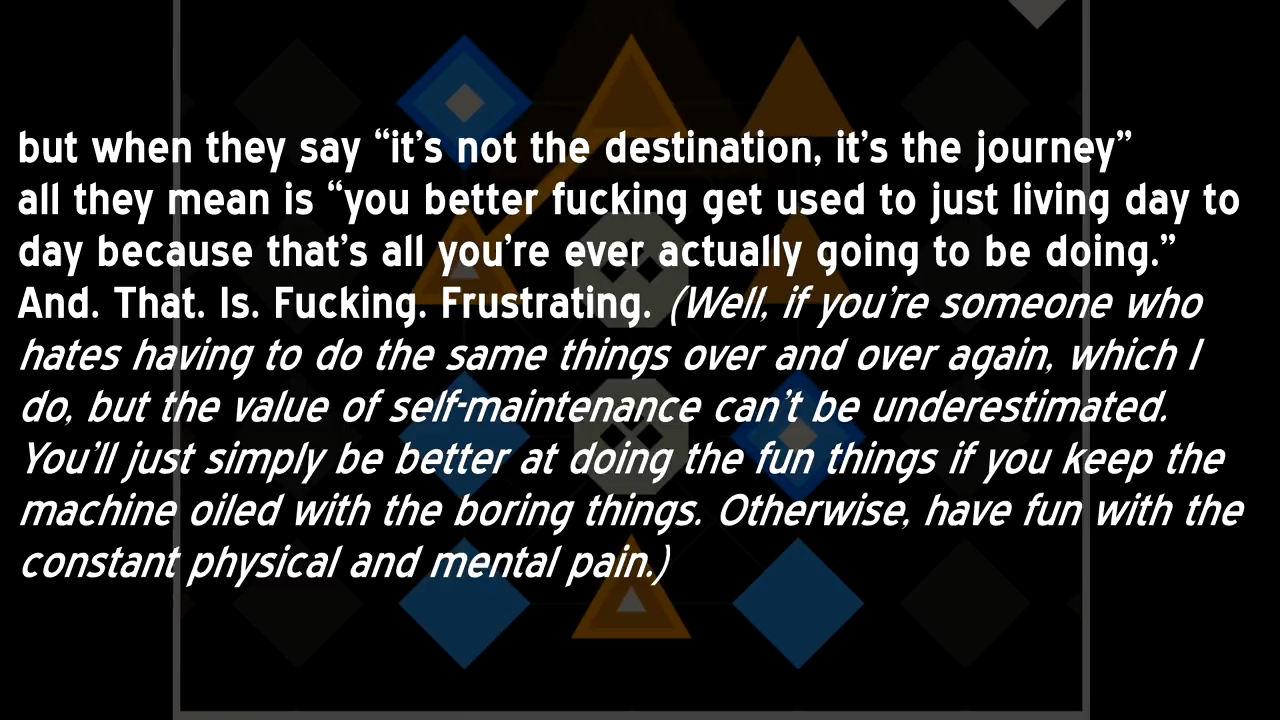 but when they say “it’s not the destination, it’s the journey”
all they mean is “you better fucking get used to just living day to
day because that’s all you’re ever actually going to be doing.”
And. That. Is. Fucking. Frustrating. (Well, if you’re someone who
hates having to do the same things over and over again, which I
do, but the value of self-maintenance can’t be underestimated.
You’ll just simply be better at doing the fun things if you keep the
machine oiled with the boring things. Otherwise, have fun with the
constant physical and mental pain.)